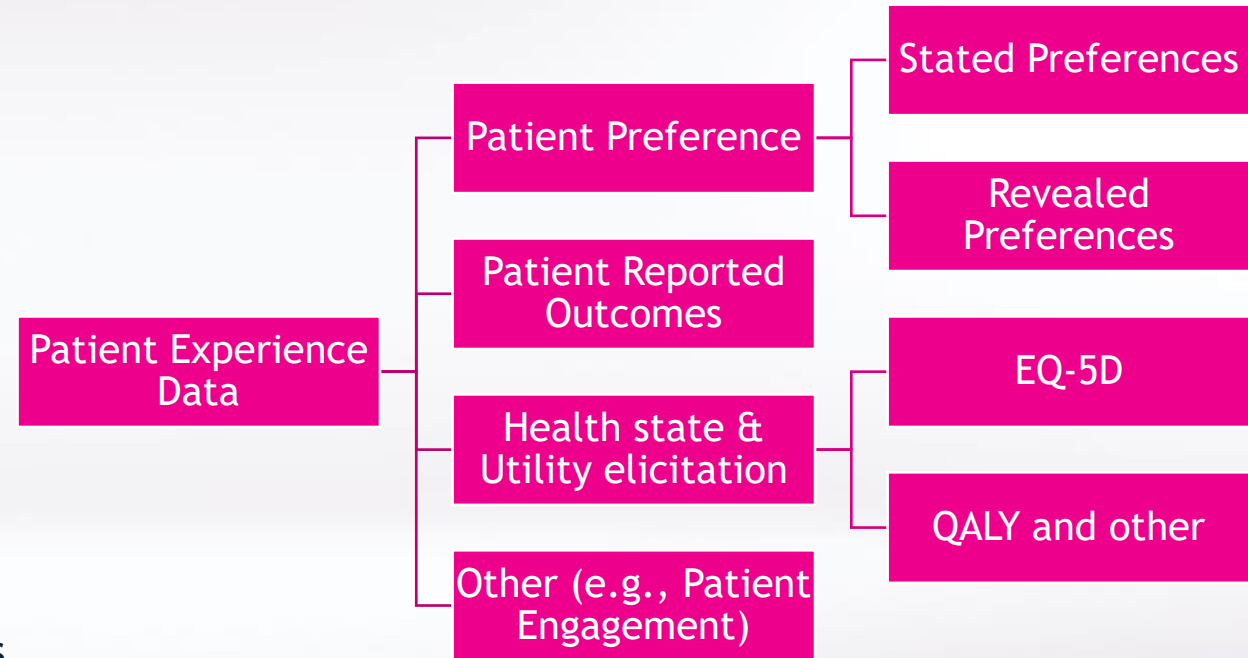 Patient Experience
Data
Patient Preference
Patient Reported
Outcomes
Health state &
Utility elicitation
Other (e.g., Patient
Engagement)
Stated Preferences
Revealed
Preferences
EQ-5D
QALY and other
s